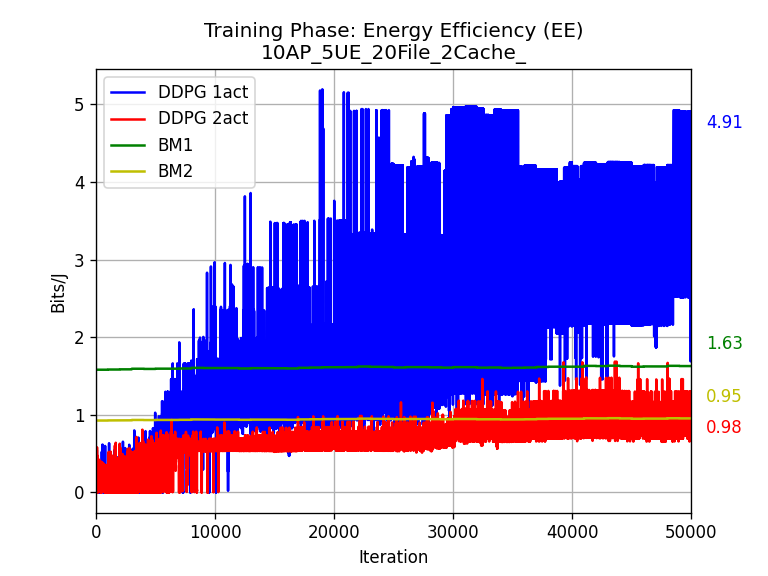 Training Phase: Energy Efficiency (EE)
10AP_5UE_20File_2Cache_
DDPG 1act
DDPG 2act
BM1
BM2
5
4
3
2
1
0
Bits/J
4.91
1.63
0.95
0.98
0 10000 20000 30000 40000 50000
Iteration